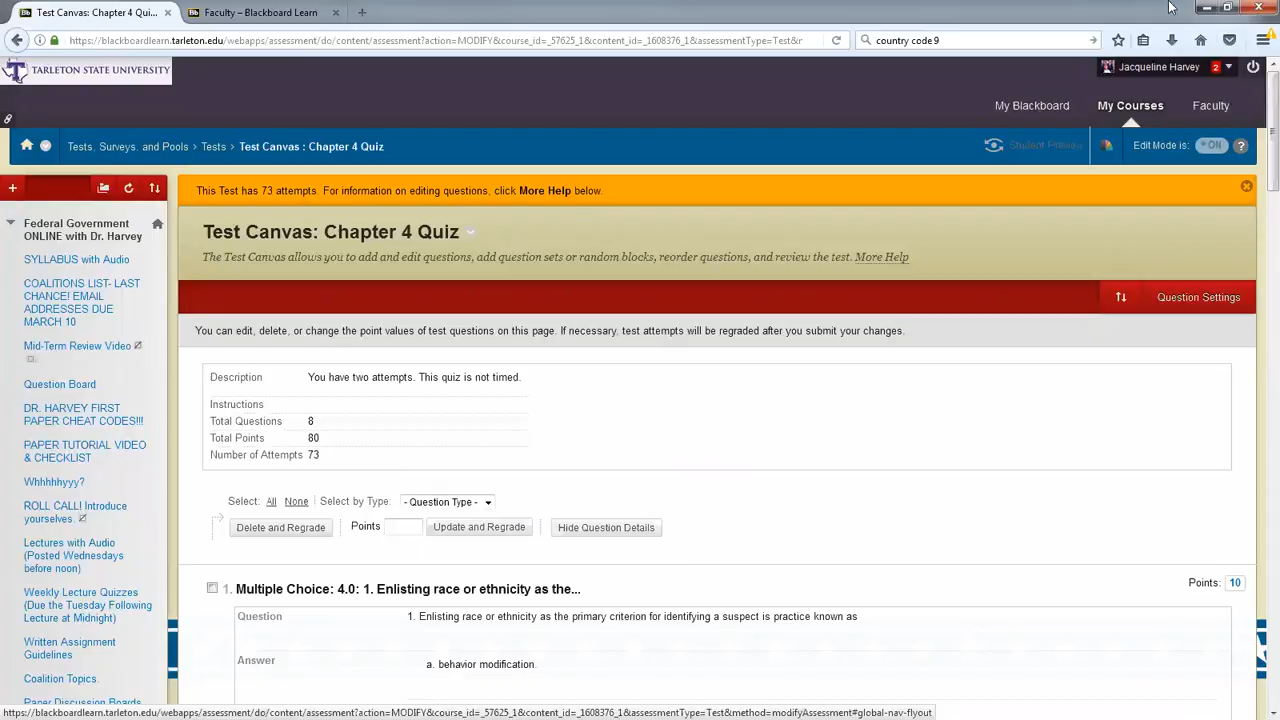 Test Canvas: Chapter 4 Qui...
Faculty – Blackboard Learn
https://blackboardlearn.tarleton.edu/webapps/assessment/do/content/assessment?action=MODIFY&course_id=_57625_1&content_id=_1608376_1&assessmentType=Test&r
country code 9
TARLETON STATE UNIVERSITY
Jacqueline Harvey 2
My Blackboard
My Courses
Faculty
Tests, Surveys, and Pools > Tests > Test Canvas : Chapter 4 Quiz
Student Preview
Edit Mode is: ON ?
This Test has 73 attempts. For information on editing questions, click More Help below.
Federal Government
ONLINE with Dr. Harvey
SYLLABUS with Audio
COALITIONS LIST- LAST
CHANCE! EMAIL
ADDRESSES DUE
MARCH 10
Mid-Term Review Video
Question Board
DR. HARVEY FIRST
PAPER CHEAT CODES!!!
PAPER TUTORIAL VIDEO
& CHECKLIST
Whhhhhyyy?
ROLL CALL! Introduce
yourselves.
Lectures with Audio
(Posted Wednesdays
before noon)
Weekly Lecture Quizzes
(Due the Tuesday Following
Lecture at Midnight)
Written Assignment
Guidelines
Coalition Topics.
Paper Discussion Boards
Test Canvas: Chapter 4 Quiz
The Test Canvas allows you to add and edit questions, add question sets or random blocks, reorder questions, and review the test. More Help
Question Settings
You can edit, delete, or change the point values of test questions on this page. If necessary, test attempts will be regraded after you submit your changes.
Description You have two attempts. This quiz is not timed.
Instructions
Total Questions 8
Total Points 80
Number of Attempts 73
Select: All None Select by Type: - Question Type -
Delete and Regrade Points Update and Regrade Hide Question Details
1. Multiple Choice: 4.0: 1. Enlisting race or ethnicity as the... Points: 10
Question 1. Enlisting race or ethnicity as the primary criterion for identifying a suspect is practice known as
Answer a. behavior modification.
https://blackboardlearn.tarleton.edu/webapps/assessment/do/content/assessment?action=MODIFY&course_id=_57625_1&content_id=_1608376_1&assessmentType=Test&method=modifyAssessment#global-nav-flyout